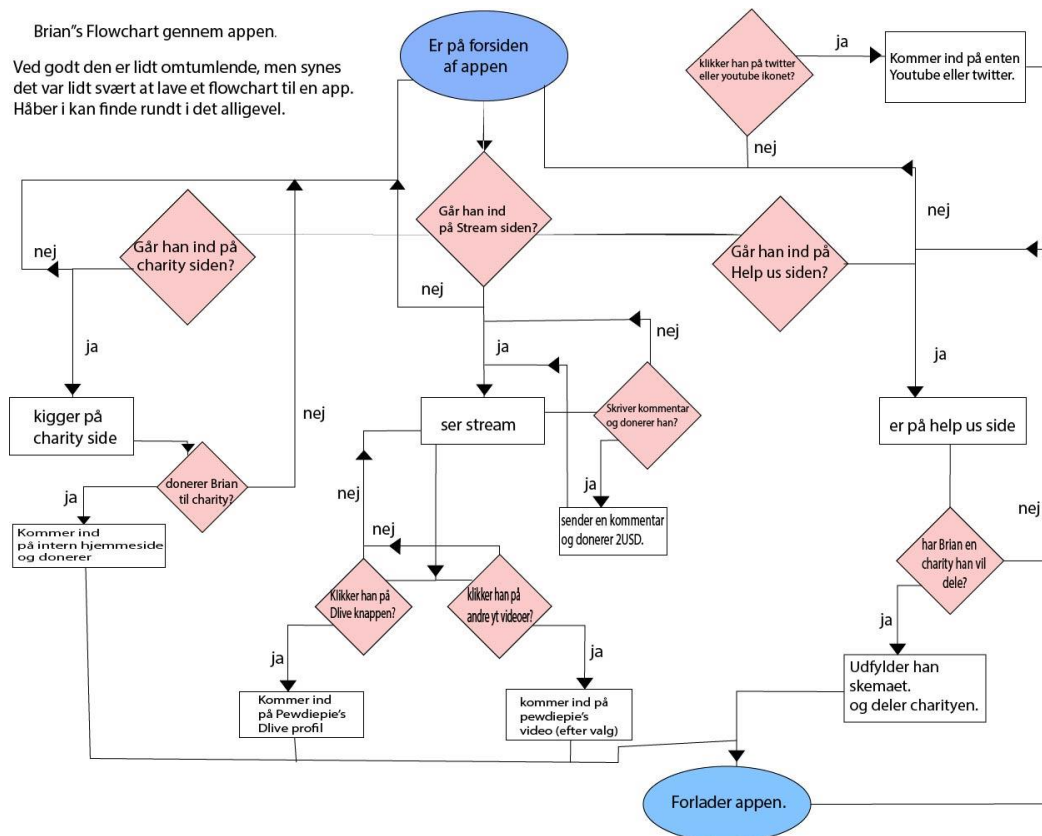 Brian"s Flowchart gennem appen.
Ved godt den er lidt omtumlende, men synes
det var lidt svært at lave et flowchart til en app.
Håber i kan finde rundt i det alligevel.
Er på forsiden
af appen
klikker han på twitter
eller youtube ikonet?
ja
Kommer ind på enten
Youtube eller twitter.
nej
Går han ind
på Stream siden?
nej
Går han ind på
charity siden?
nej
Går han ind på
Help us siden?
nej
nej
ja
ja
ja
kigger på
charity side
nej
ser stream
Skriver kommentar
og donerer han?
er på help us side
donerer Brian
til charity?
ja
nej
ja
nej
Kommer ind
på intern hjemmeside
og donerer
nej
sender en kommentar
og donerer 2USD.
har Brian en
charity han vil
dele?
Klikker han på
Dlive knappen?
klikker han på
andre yt videoer?
ja
ja
ja
Udfylder han
skemaet.
og deler charityen.
Kommer ind
på Pewdiepie's
Dlive profil
kommer ind på
pewdiepie's
video (efter valg)
Forlader appen.